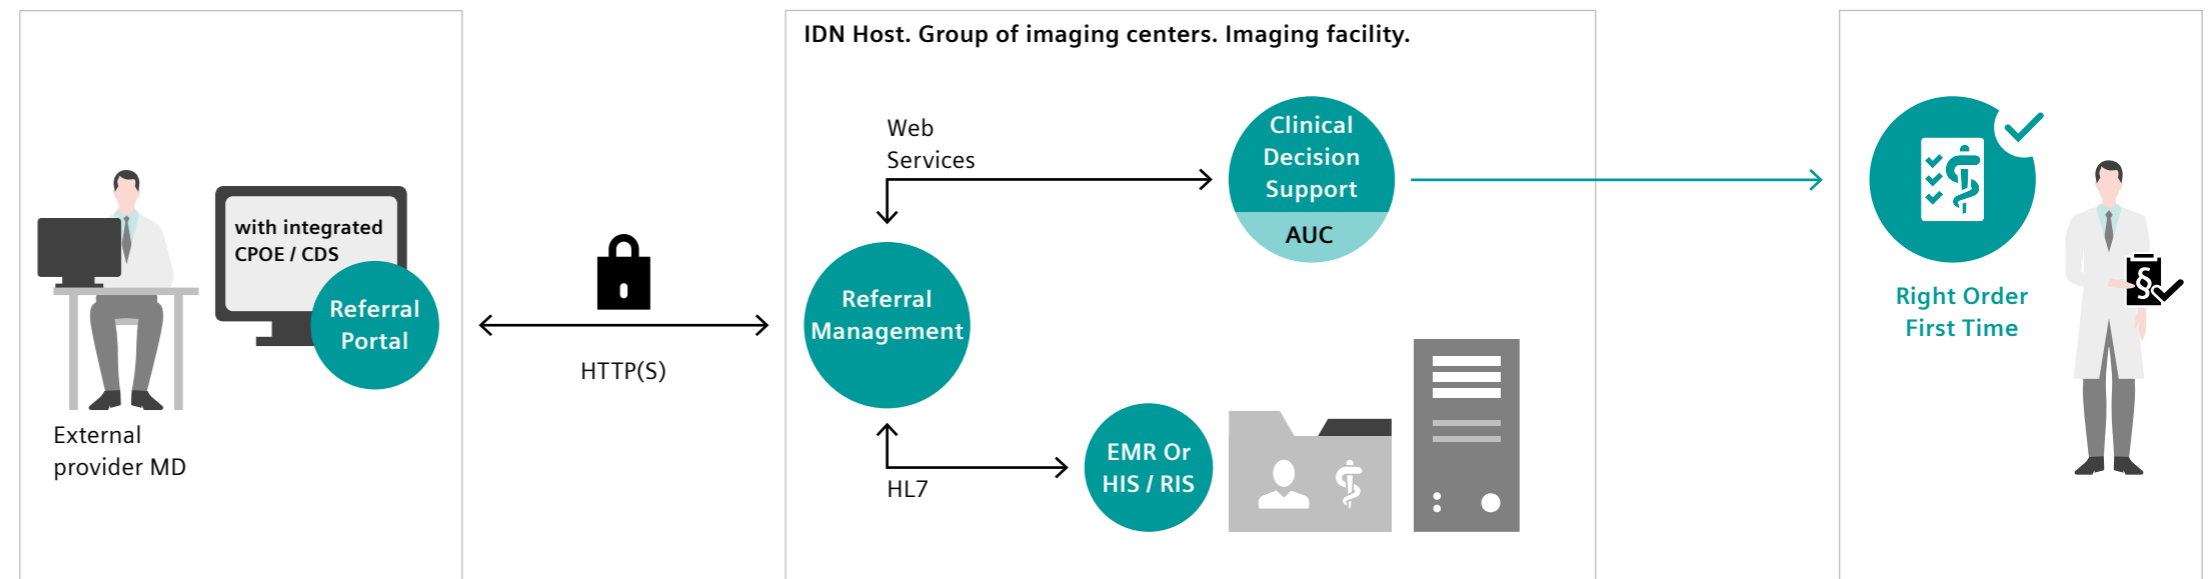 IDN Host. Group of imaging centers. Imaging facility.
with integrated
CPOE / CDS
Referral
Portal
External
provider MD
HTTP(S)
Web
Services
Clinical
Decision
Support
AUC
Referral
Management
HL7
EMR Or
HIS / RIS
Right Order
First Time
§